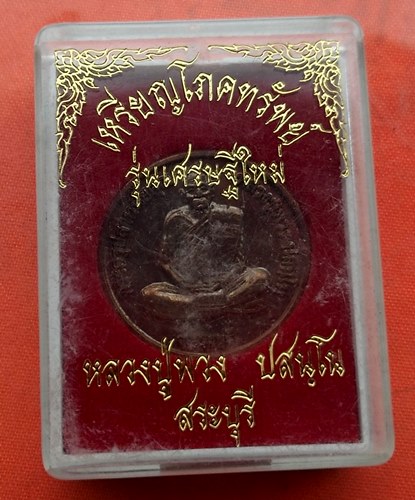 เหรียญโภคทรัพย์
รุ่นเศรษฐีใหม่
หลวงปู่พวง ปสนฺโน
สระบุรี